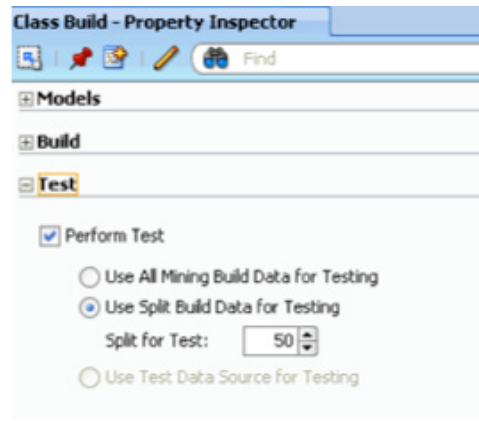 Class Build - Property Inspector
Find
Models
Build
Test
Perform Test
Use All Mining Build Data for Testing
Use Split Build Data for Testing
Split for Test: 50
Use Test Data Source for Testing